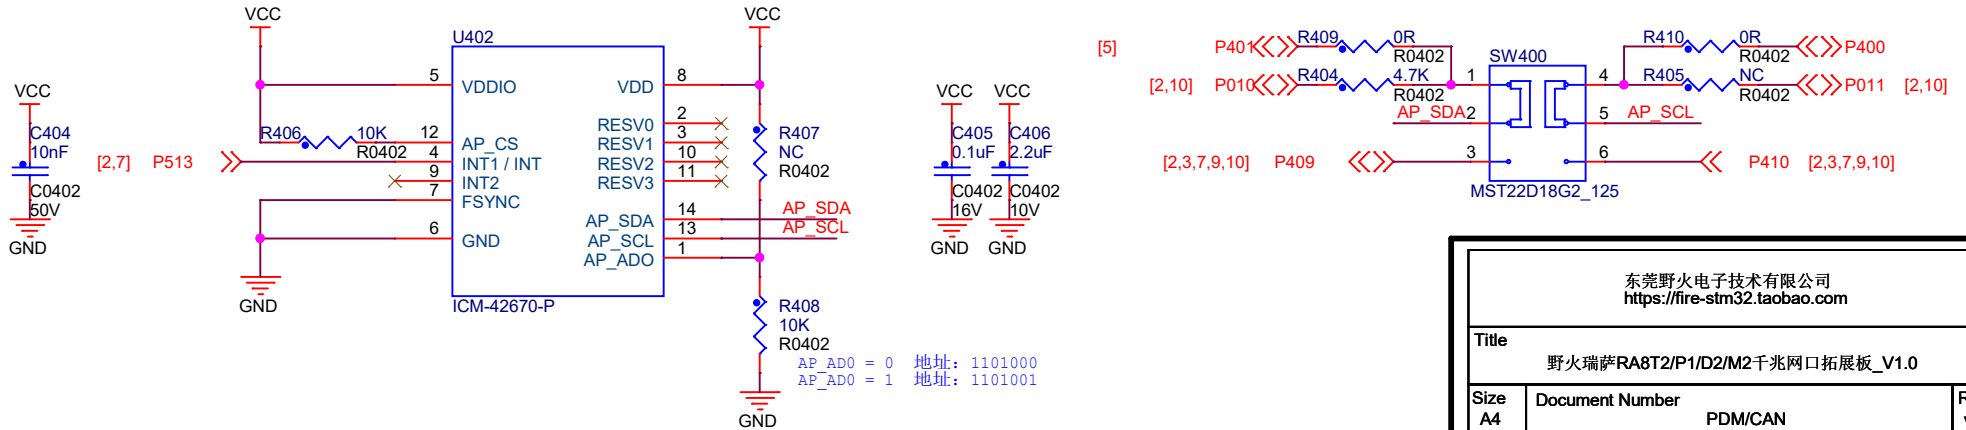 VCC
C404
10nF
C0402
50V
GND
[2,7] P513
VCC
R406 10K
R0402
GND
U402
5 VDDIO
12 AP_CS
4 INT1 / INT
9 INT2
7 FSYNC
6 GND
VDD 8
RESV0 2
RESV1 3
RESV2 10
RESV3 11
AP_SDA 14 AP_SDA
AP_SCL 13 AP_SCL
AP_ADO 1
ICM-42670-P
VCC
R407
NC
R0402
R408
10K
R0402
GND
AP_AD0 = 0 地址: 1101000
AP_AD0 = 1 地址: 1101001
VCC
C405
0.1uF
C0402
16V
GND
VCC
C406
2.2uF
C0402
10V
GND
[5] P401 R409 0R
R0402
[2,10] P010 R404 4.7K
R0402
AP_SDA 2
[2,3,7,9,10] P409 3
SW400
1 4
MST22D18G2_125
R410 0R P400
R0402
R405 NC P011 [2,10]
R0402
5 AP_SCL
6 P410 [2,3,7,9,10]
东莞野火电子技术有限公司
https://fire-stm32.taobao.com
Title
野火瑞萨RA8T2/P1/D2/M2千兆网口拓展板_V1.0
Size Document Number
A4 PDM/CAN